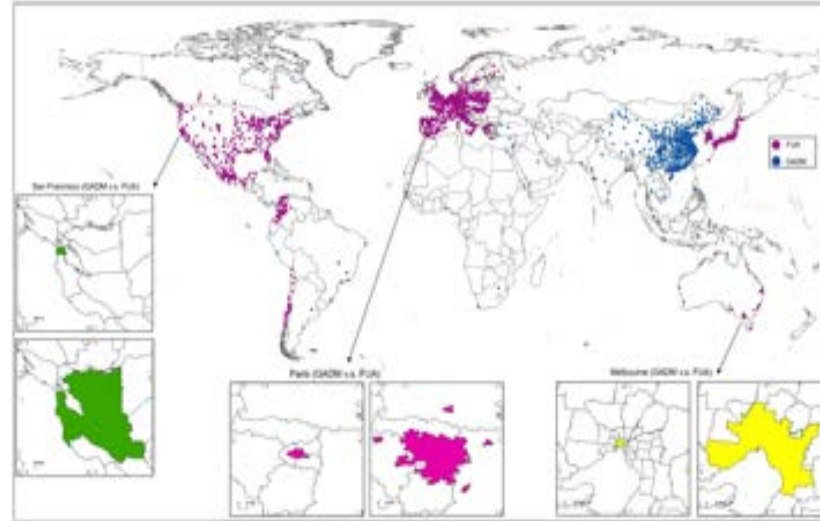 FUA
GADM
San Francisco (GADM v.s. FUA)
Paris (GADM v.s. FUA)
Melbourne (GADM v.s. FUA)